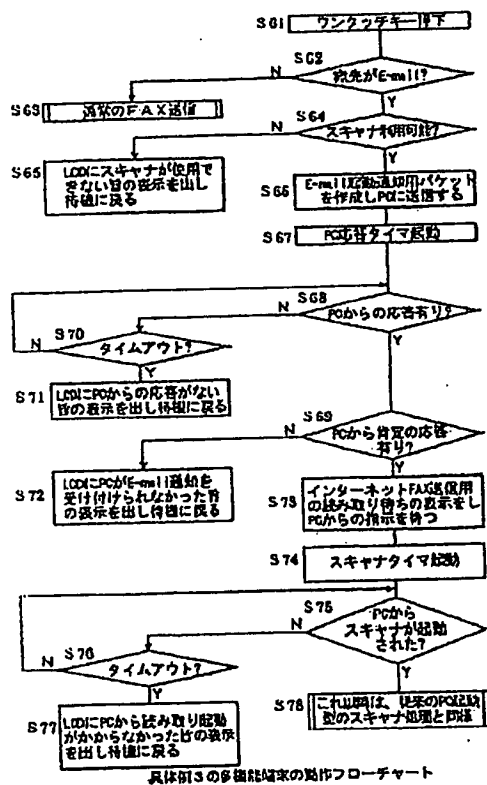 S61
ワンタッチキー押下
S62
宛先がE-mail?
N
Y
S63
通常のFAX送信
S64
スキャナ利用可能?
N
Y
S65
LCDにスキャナが使用で
きない旨の表示を出し
待機に戻る
S66
E-mail起動通知用パケット
を作成しPCに送信する
S67
PC応答タイマ起動
S68
PCからの応答有り?
N
Y
S70
タイムアウト?
N
Y
S71
LCDにPCからの応答がない
旨の表示を出し待機に戻る
S69
PCから肯定の応答
有り?
N
Y
S72
LCDにPCがE-mail通知を
受け付けられなかった旨
の表示を出し待機に戻る
S73
インターネットFAX送信用
の読み取り待ちの表示をし
PCからの指示を待つ
S74
スキャナタイマ起動
S75
PCから
スキャナが起動
された?
N
Y
S76
タイムアウト?
N
Y
S77
LCDにPCから読み取り起動
がかからなかった旨の表示
を出し待機に戻る
S78
これ以降は、従来のPC起動
型のスキャナ処理と同様
具体例3の多機能端末の動作フローチャート